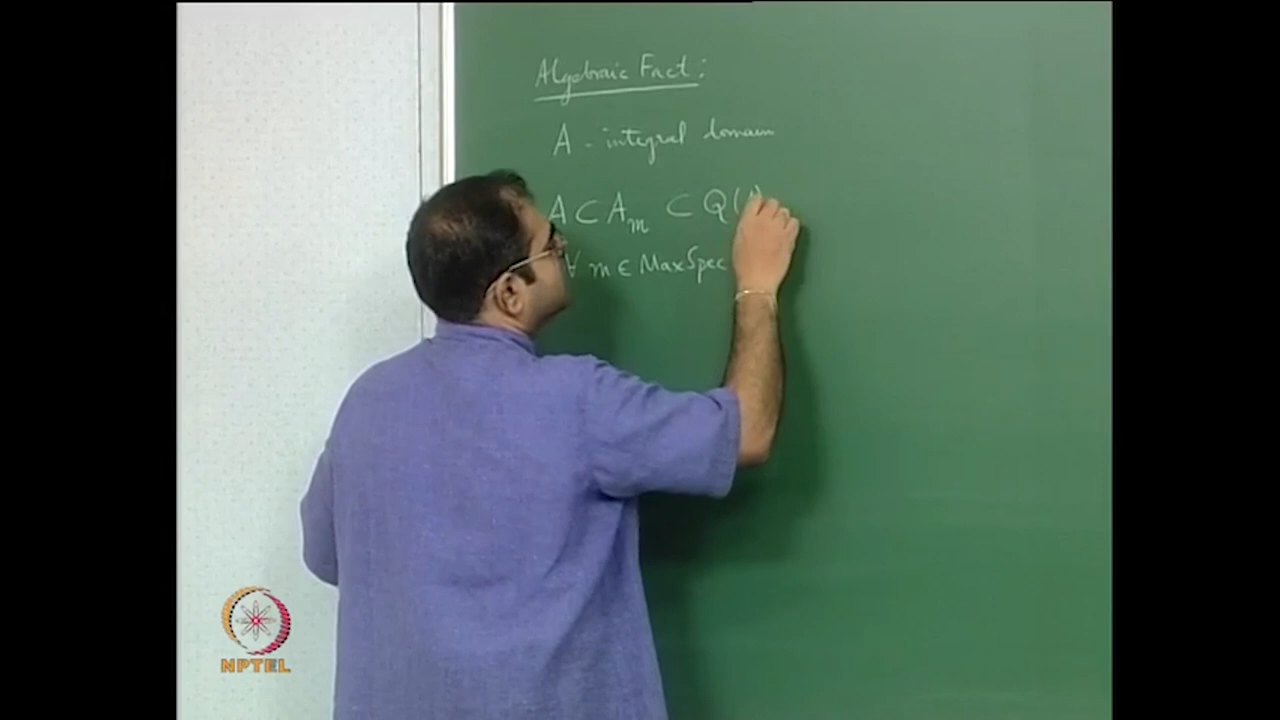 Algebraic Fact:
A - integral domain
A ⊂ A_m ⊂ Q(
∀ m ∈ MaxSpec
NPTEL